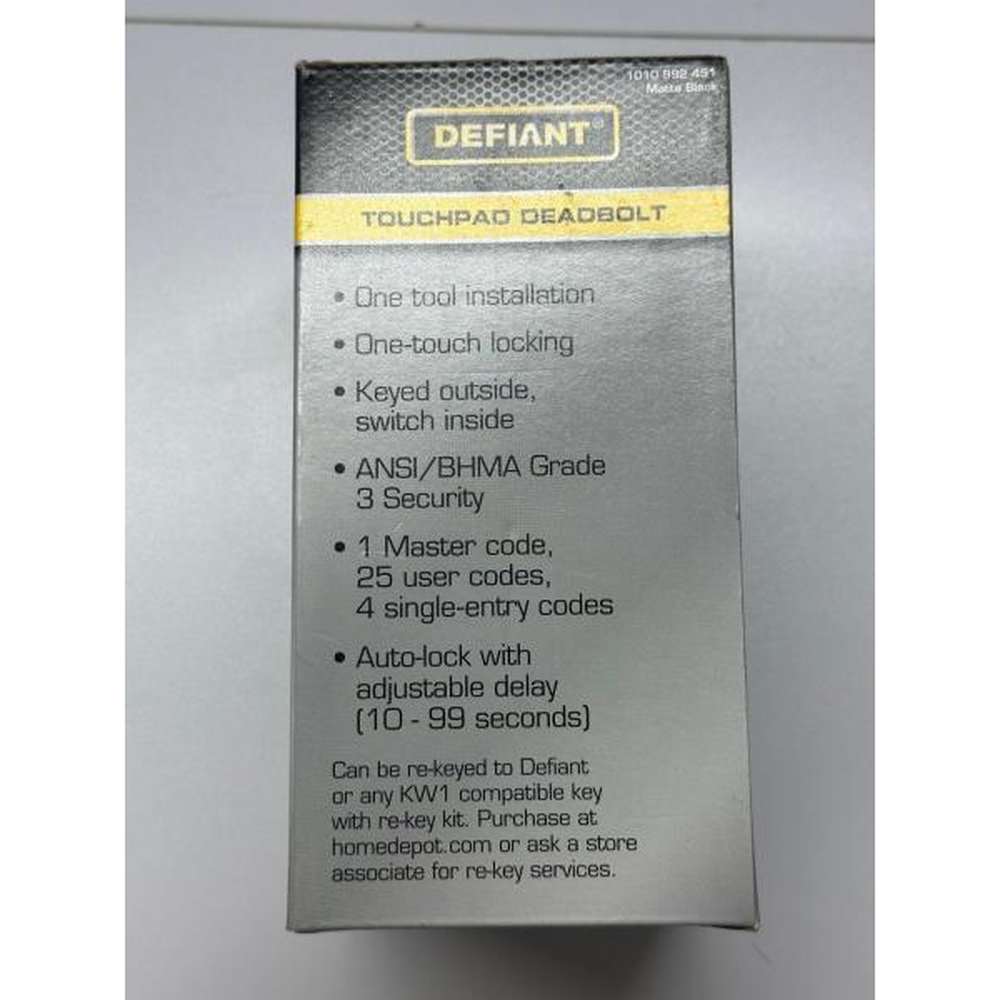 1010 992 451
Matte Black
DEFIANT®
TOUCHPAD DEADBOLT
• One tool installation
• One-touch locking
• Keyed outside,
switch inside
• ANSI/BHMA Grade
3 Security
• 1 Master code,
25 user codes,
4 single-entry codes
• Auto-lock with
adjustable delay
(10 - 99 seconds)
Can be re-keyed to Defiant
or any KW1 compatible key
with re-key kit. Purchase at
homedepot.com or ask a store
associate for re-key services.